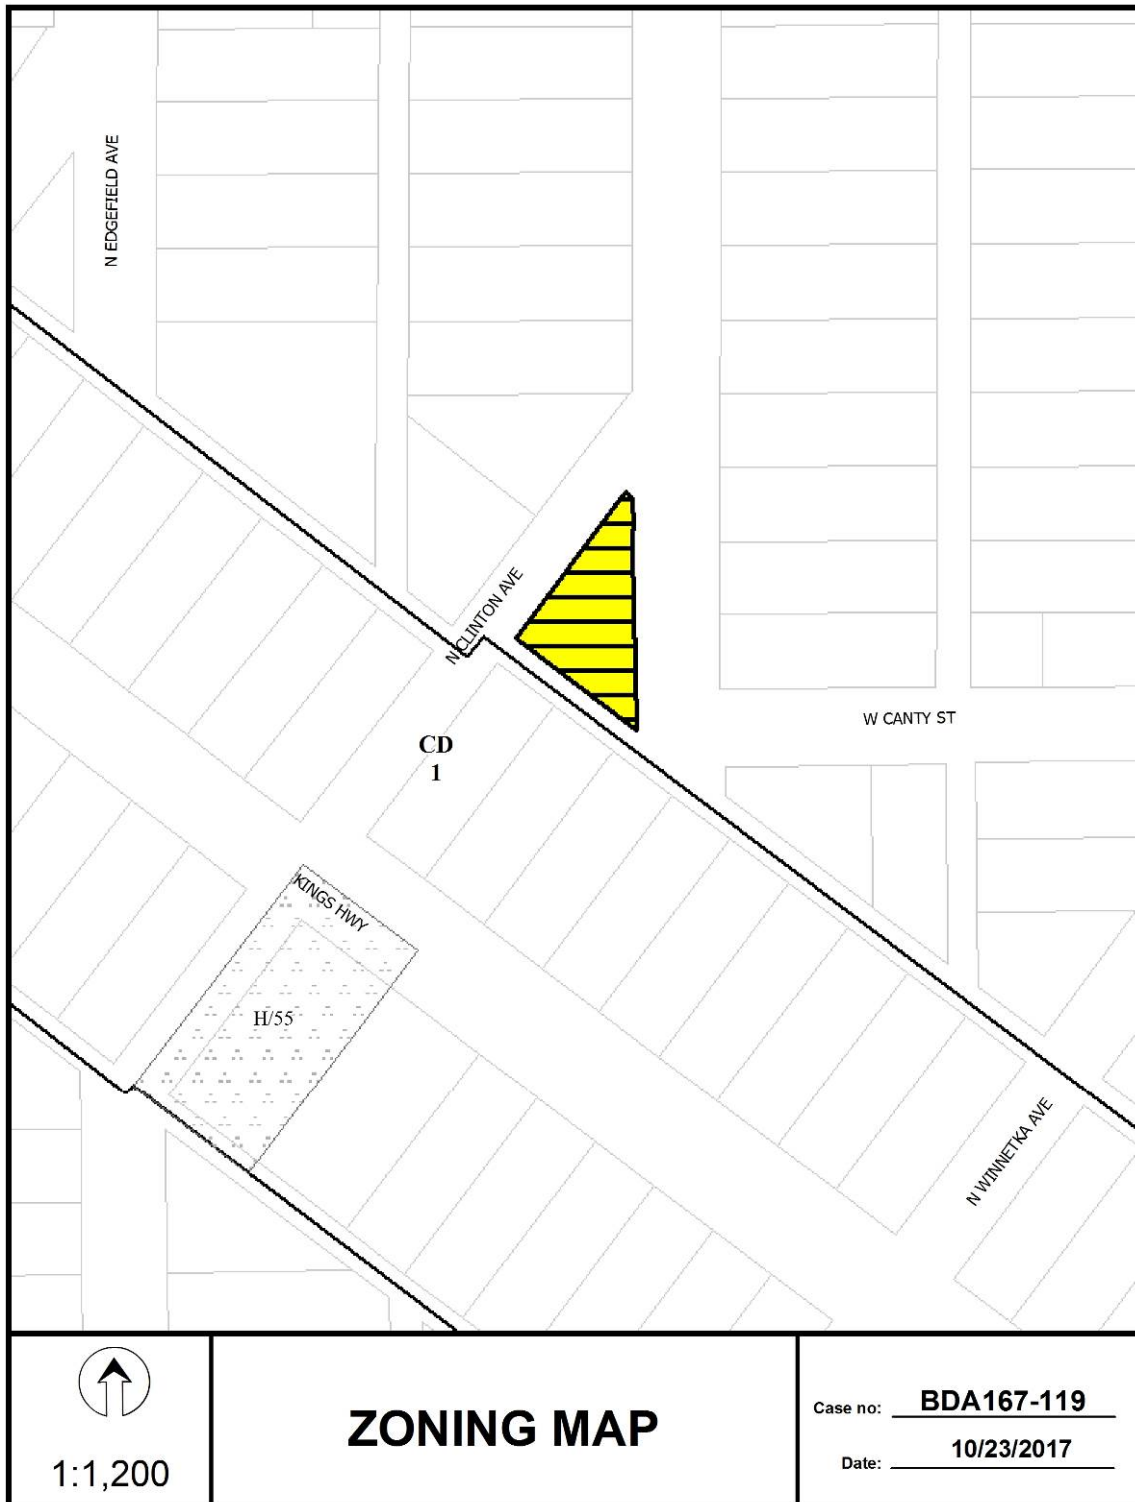 N EDGEFIELD AVE
N CLINTON AVE
W CANTY ST
CD
1
KINGS HWY
H/55
N WINNETKA AVE
1:1,200
ZONING MAP
Case no: BDA167-119
Date: 10/23/2017